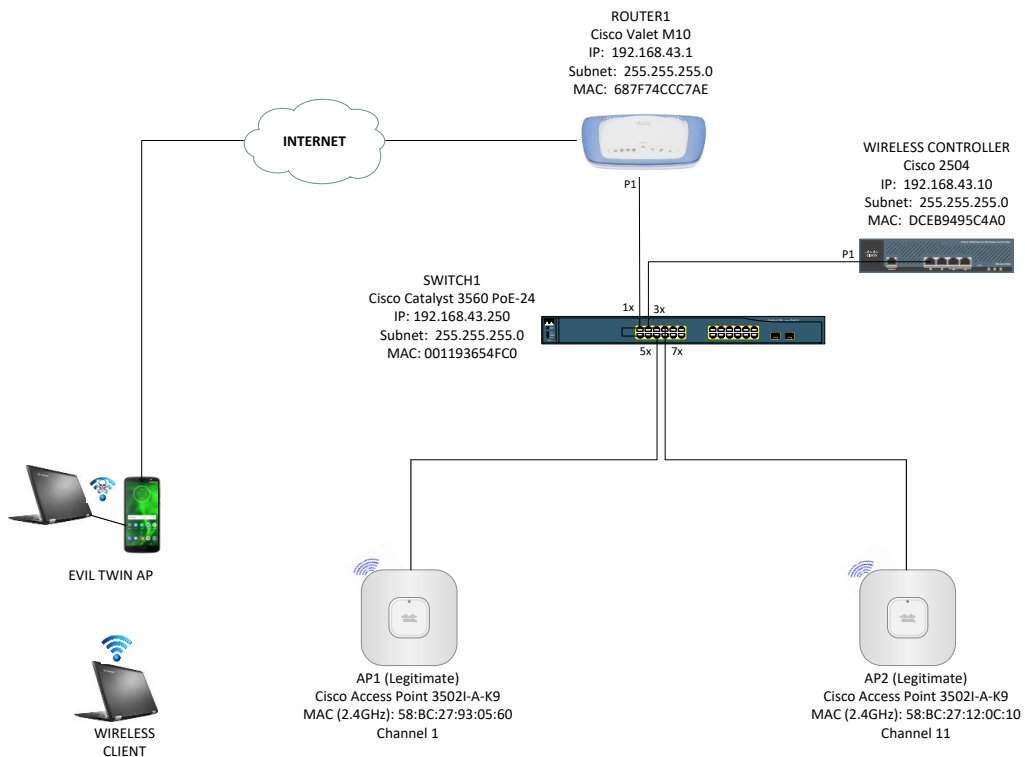 ROUTER1
Cisco Valet M10
IP: 192.168.43.1
Subnet: 255.255.255.0
MAC: 687F74CCC7AE
INTERNET
P1
WIRELESS CONTROLLER
Cisco 2504
IP: 192.168.43.10
Subnet: 255.255.255.0
MAC: DCEB9495C4A0
P1
SWITCH1
Cisco Catalyst 3560 PoE-24
IP: 192.168.43.250
Subnet: 255.255.255.0
MAC: 001193654FC0
1x
3x
5x
7x
EVIL TWIN AP
WIRELESS
CLIENT
AP1 (Legitimate)
Cisco Access Point 3502I-A-K9
MAC (2.4GHz): 58:BC:27:93:05:60
Channel 1
AP2 (Legitimate)
Cisco Access Point 3502I-A-K9
MAC (2.4GHz): 58:BC:27:12:0C:10
Channel 11